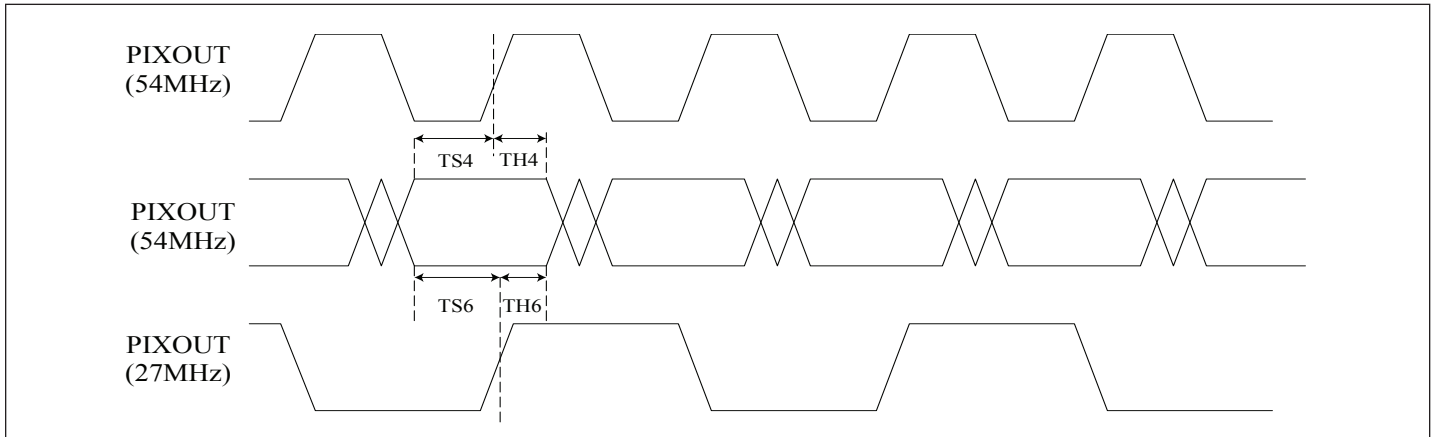 PIXOUT
(54MHz)
TS4 TH4
PIXOUT
(54MHz)
TS6 TH6
PIXOUT
(27MHz)